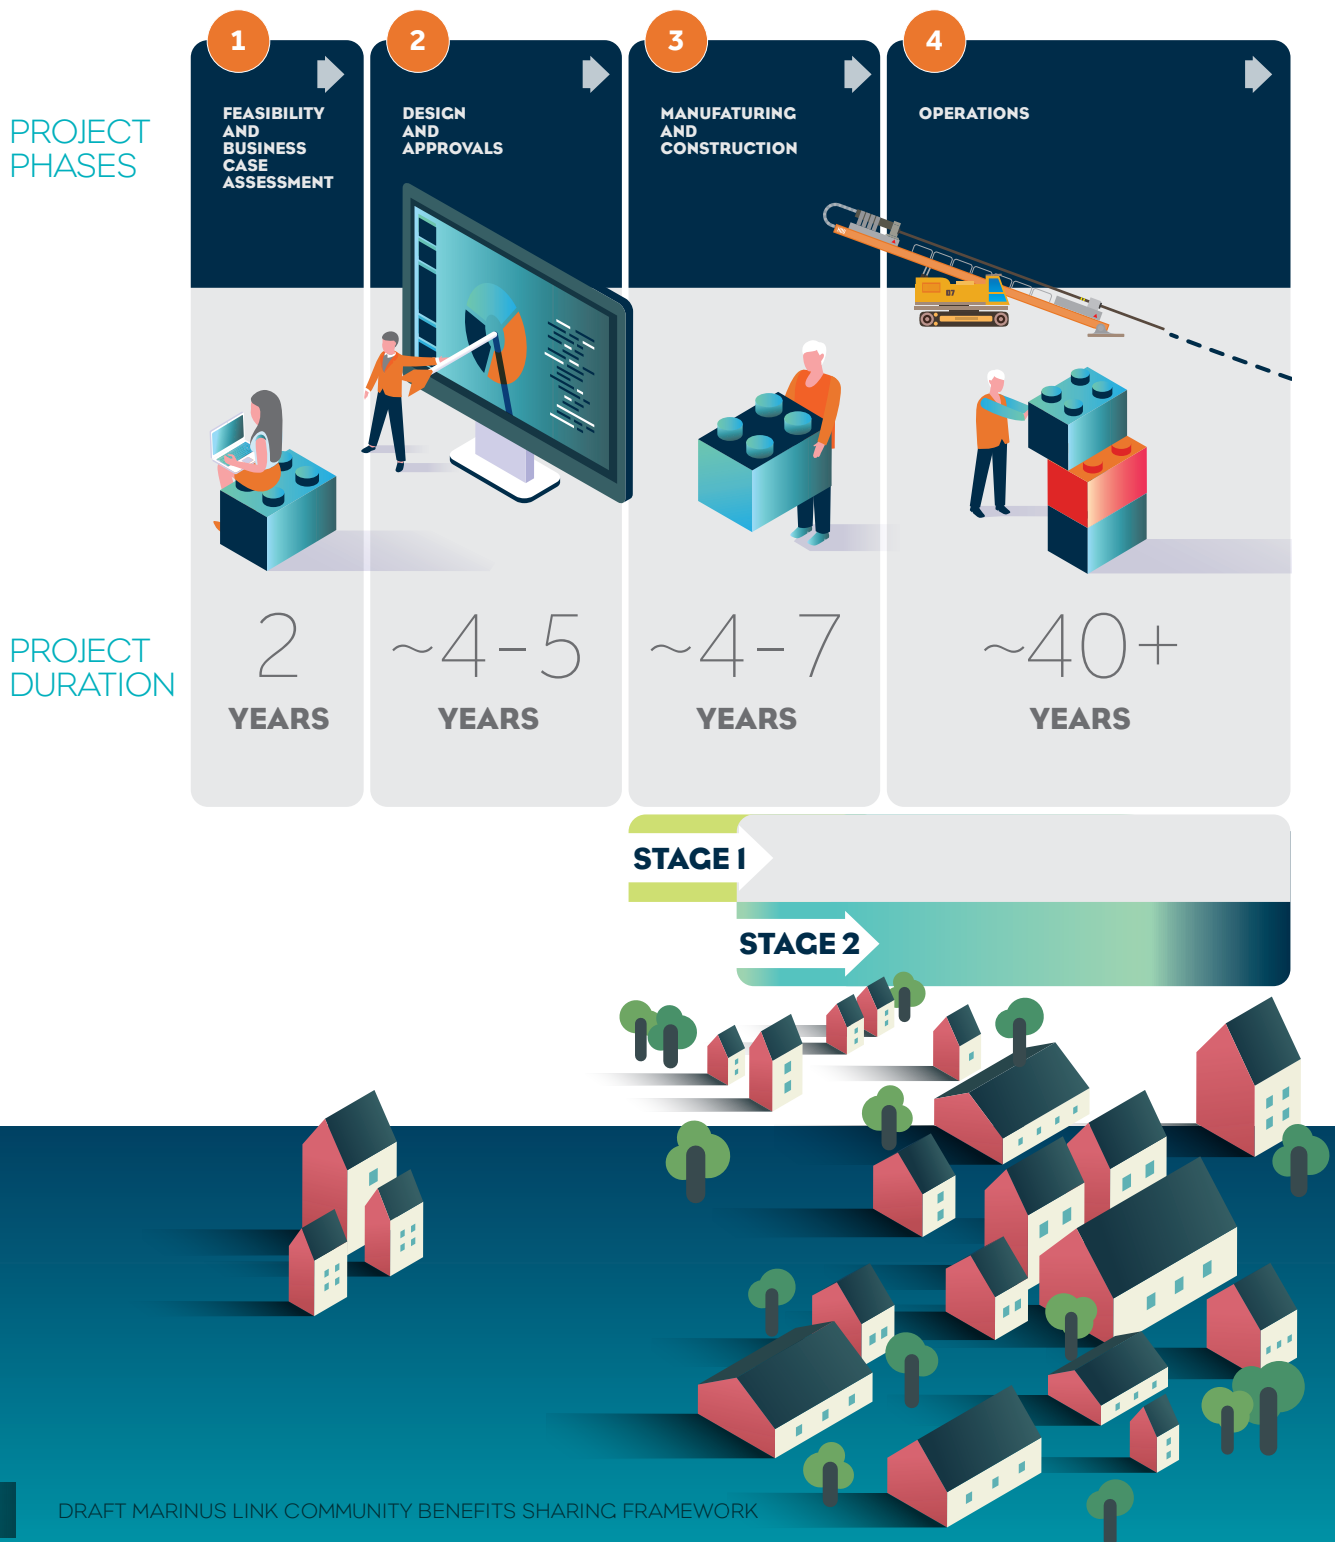 PROJECT
PHASES
1
FEASIBILITY
AND
BUSINESS
CASE
ASSESSMENT
2
DESIGN
AND
APPROVALS
3
MANUFATURING
AND
CONSTRUCTION
4
OPERATIONS
07
PROJECT
DURATION
2
YEARS
~4-5
YEARS
~4-7
YEARS
~40+
YEARS
STAGE 1
STAGE 2
DRAFT MARINUS LINK COMMUNITY BENEFITS SHARING FRAMEWORK